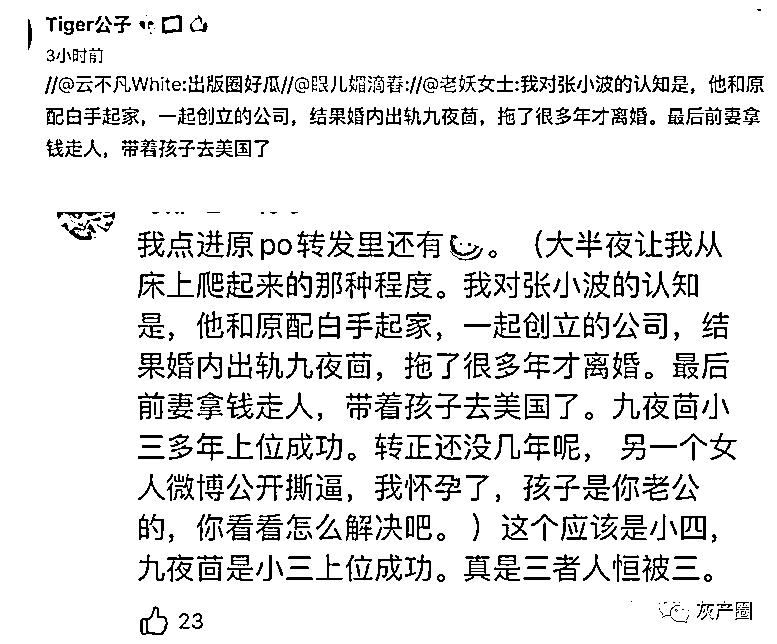 Tiger公子
3小时前
//@云不凡White:出版圈好瓜//@眼儿媚滴春://@老妖女士:我对张小波的认知是，他和原
配白手起家，一起创立的公司，结果婚内出轨九夜茴，拖了很多年才离婚。最后前妻拿
钱走人，带着孩子去美国了
我点进原po转发里还有。（大半夜让我从
床上爬起来的那种程度。我对张小波的认知
是，他和原配白手起家，一起创立的公司，结
果婚内出轨九夜茴，拖了很多年才离婚。最后
前妻拿钱走人，带着孩子去美国了。九夜茴小
三多年上位成功。转正还没几年呢， 另一个女
人微博公开撕逼，我怀孕了，孩子是你老公
的，你看看怎么解决吧。）这个应该是小四，
九夜茴是小三上位成功。真是三者人恒被三。
23
灰产圈